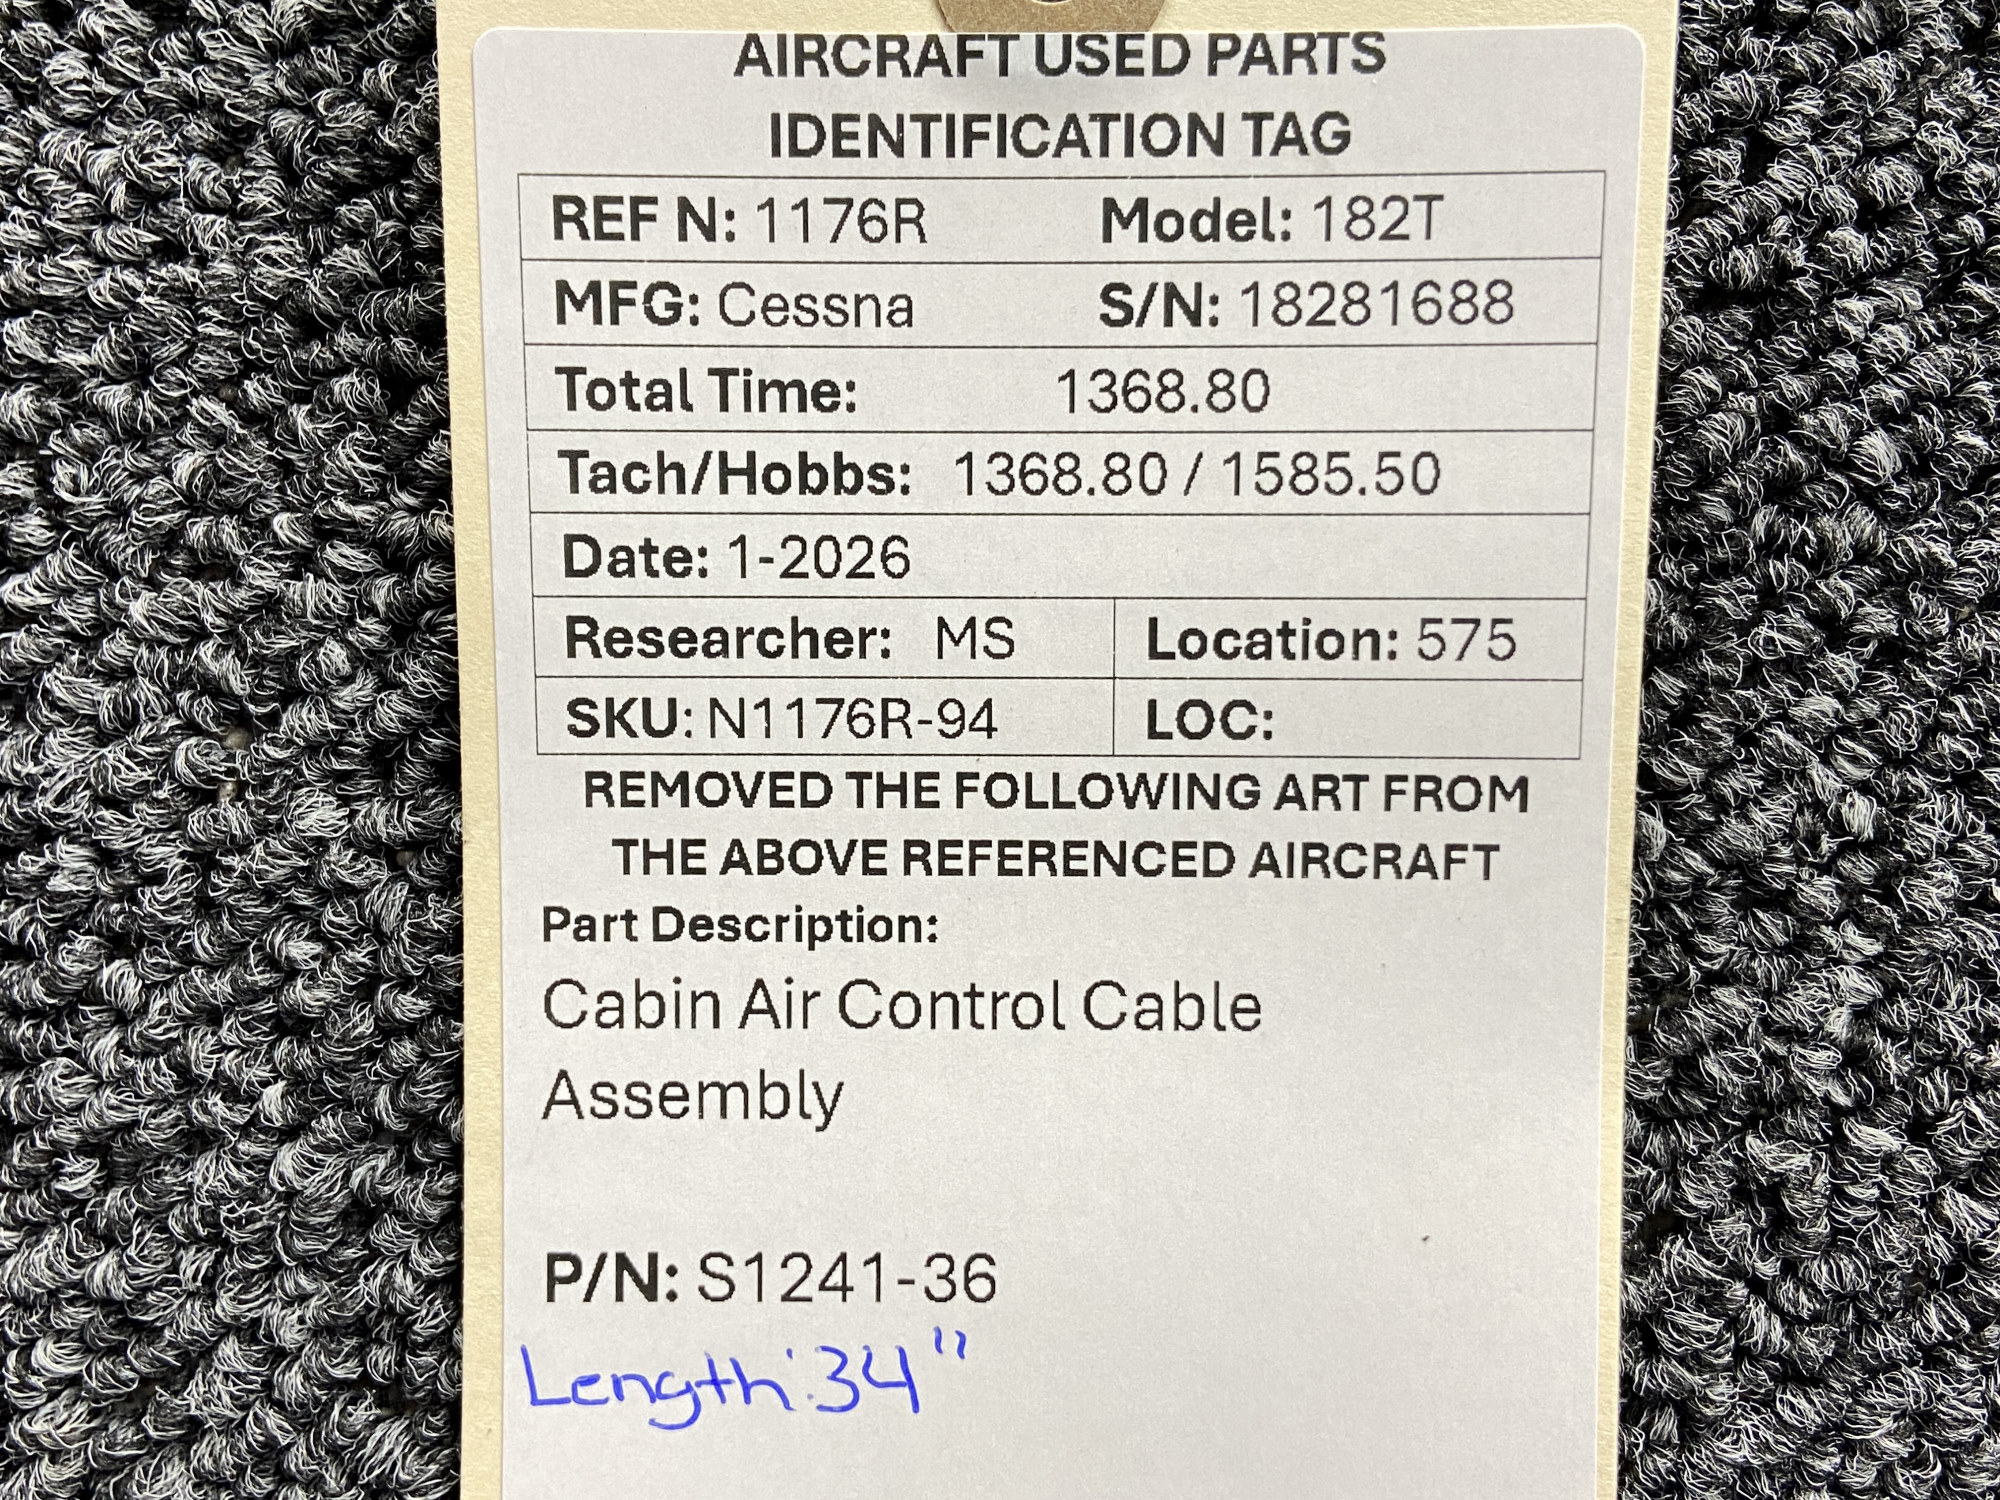 AIRCRAFT USED PARTS
IDENTIFICATION TAG
REF N: 1176R Model: 182T
MFG: Cessna S/N: 18281688
Total Time: 1368.80
Tach/Hobbs: 1368.80 / 1585.50
Date: 1-2026
Researcher: MS Location: 575
SKU: N1176R-94 LOC:
REMOVED THE FOLLOWING ART FROM
THE ABOVE REFERENCED AIRCRAFT
Part Description:
Cabin Air Control Cable
Assembly
P/N: S1241-36
Length: 34"